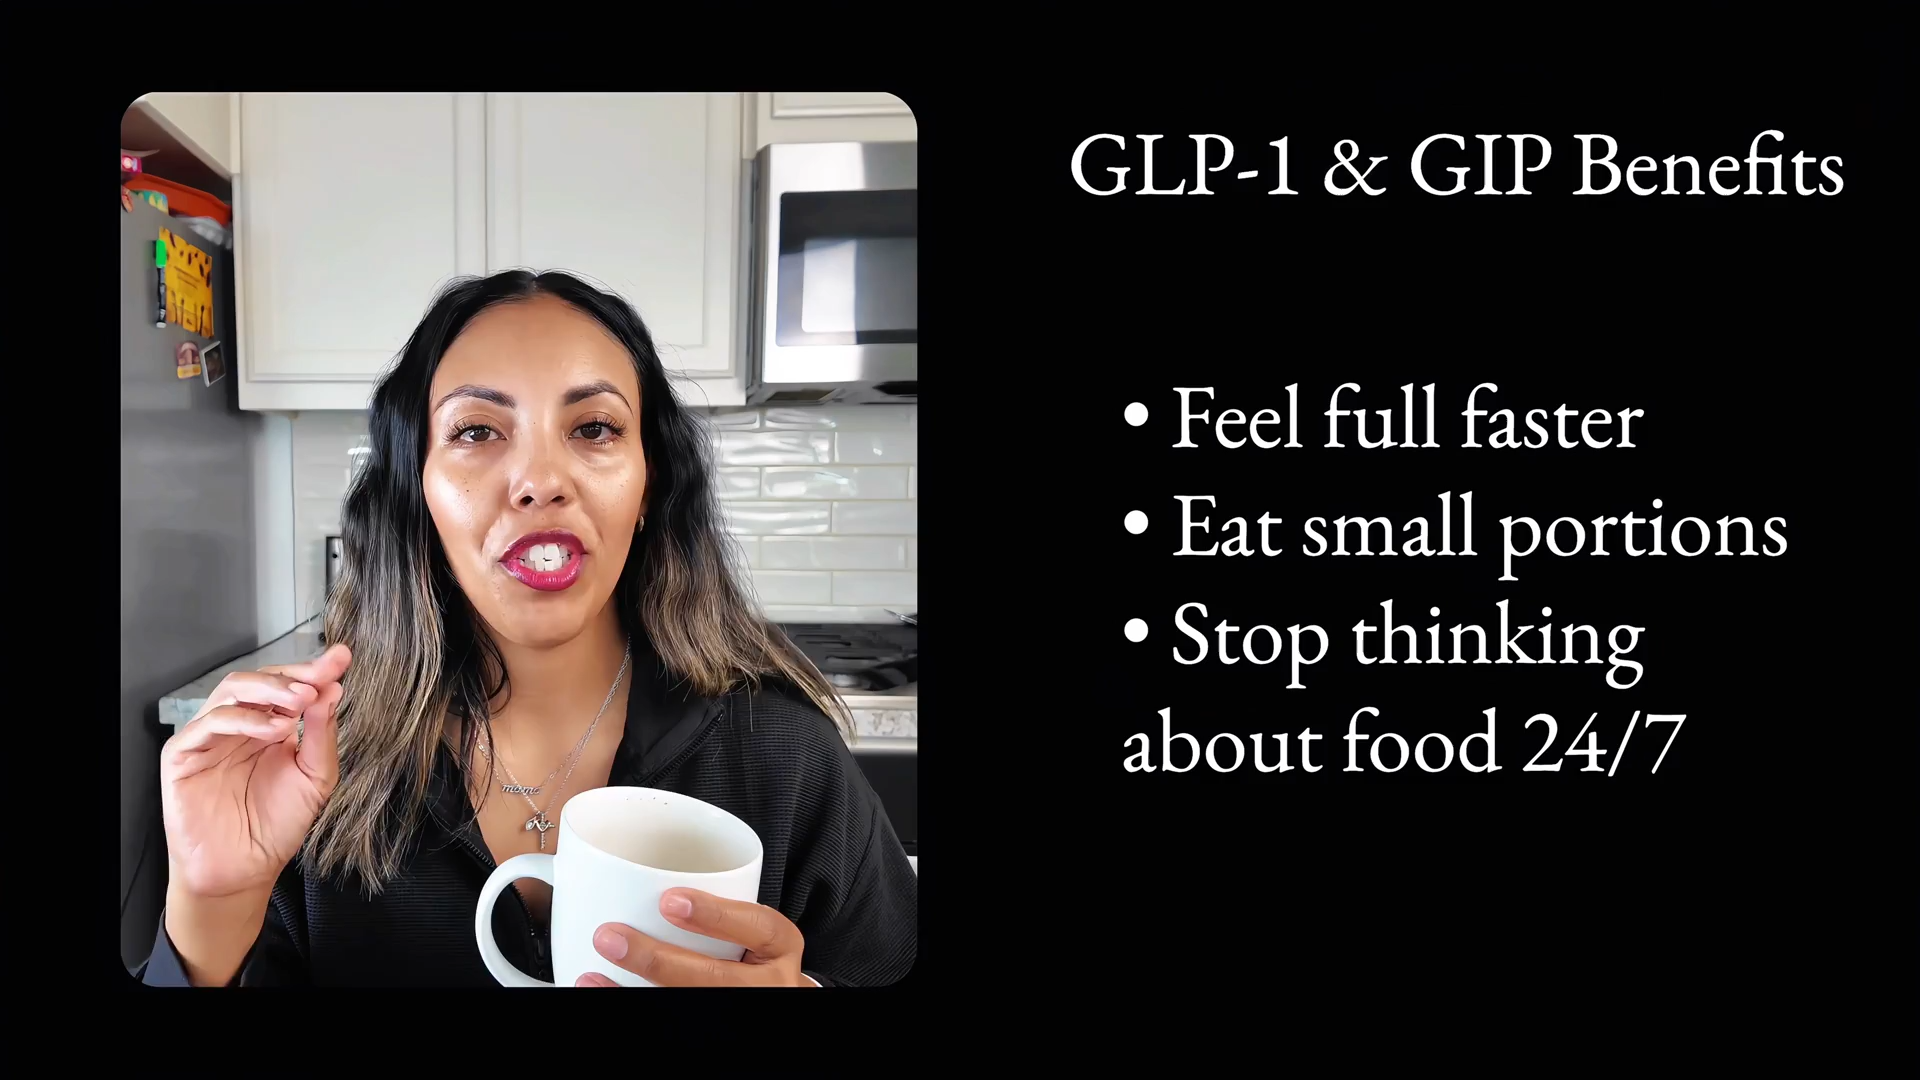 GLP-1 & GIP Benefits
• Feel full faster
• Eat small portions
• Stop thinking
about food 24/7